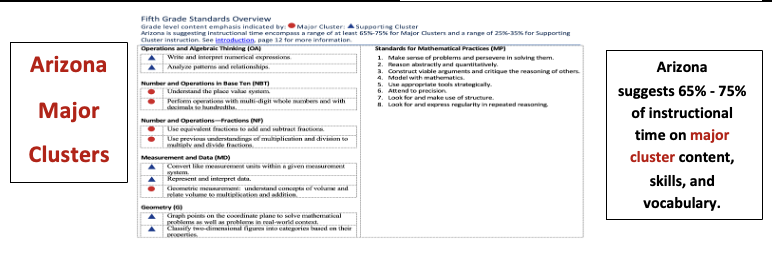 Arizona
Major
Clusters
Fifth Grade Standards Overview
Grade level content emphasis indicated by: Major Cluster: Supporting Cluster
Arizona is suggesting instructional time encompass a range of at least 65%-75% for Major Clusters and a range of 25%-35% for Supporting
Cluster instruction. See introduction, page 12 for more information.
Operations and Algebraic Thinking (OA)
Write and interpret numerical expressions.
Analyze patterns and relationships.
Number and Operations in Base Ten (NBT)
Understand the place value system.
Perform operations with multi-digit whole numbers and with
decimals to hundredths.
Number and Operations—Fractions (NF)
Use equivalent fractions to add and subtract fractions.
Use previous understandings of multiplication and division to
multiply and divide fractions.
Measurement and Data (MD)
Convert like measurement units within a given measurement
system.
Represent and interpret data.
Geometric measurement: understand concepts of volume and
relate volume to multiplication and addition.
Geometry (G)
Graph points on the coordinate plane to solve mathematical
problems as well as problems in real-world context.
Classify two-dimensional figures into categories based on their
properties.
Standards for Mathematical Practices (MP)
1. Make sense of problems and persevere in solving them.
2. Reason abstractly and quantitatively.
3. Construct viable arguments and critique the reasoning of others.
4. Model with mathematics.
5. Use appropriate tools strategically.
6. Attend to precision.
7. Look for and make use of structure.
8. Look for and express regularity in repeated reasoning.
Arizona
suggests 65% - 75%
of instructional
time on major
cluster content,
skills, and
vocabulary.